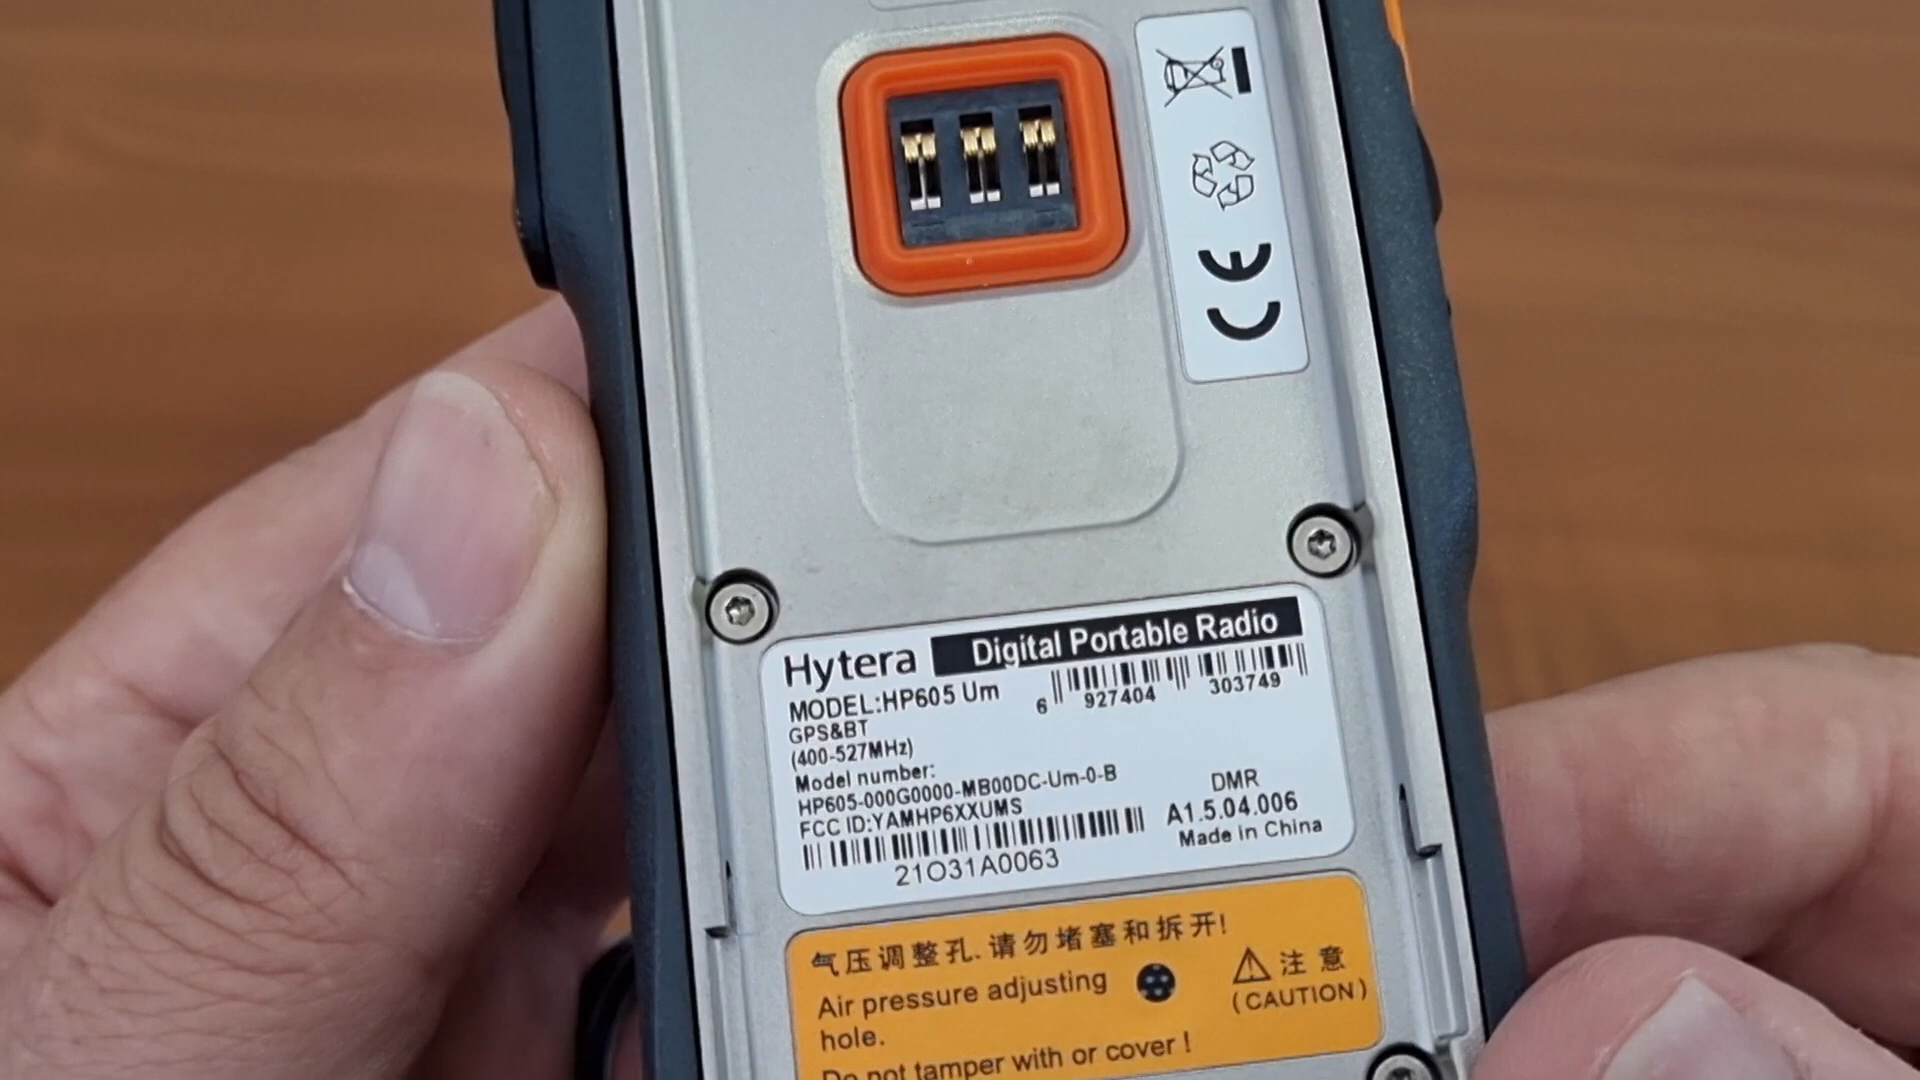 CE
Hytera Digital Portable Radio
MODEL:HP605 Um
6 927404 303749
GPS&BT
(400-527MHz)
Model number:
HP605-000G0000-MB00DC-Um-0-B
DMR
FCC ID:YAMHP6XXUMS
A1.5.04.006
Made in China
21O31A0063
气压调整孔.请勿堵塞和拆开!
Air pressure adjusting
hole.
⚠注意
(CAUTION)
Do not tamper with or cover !